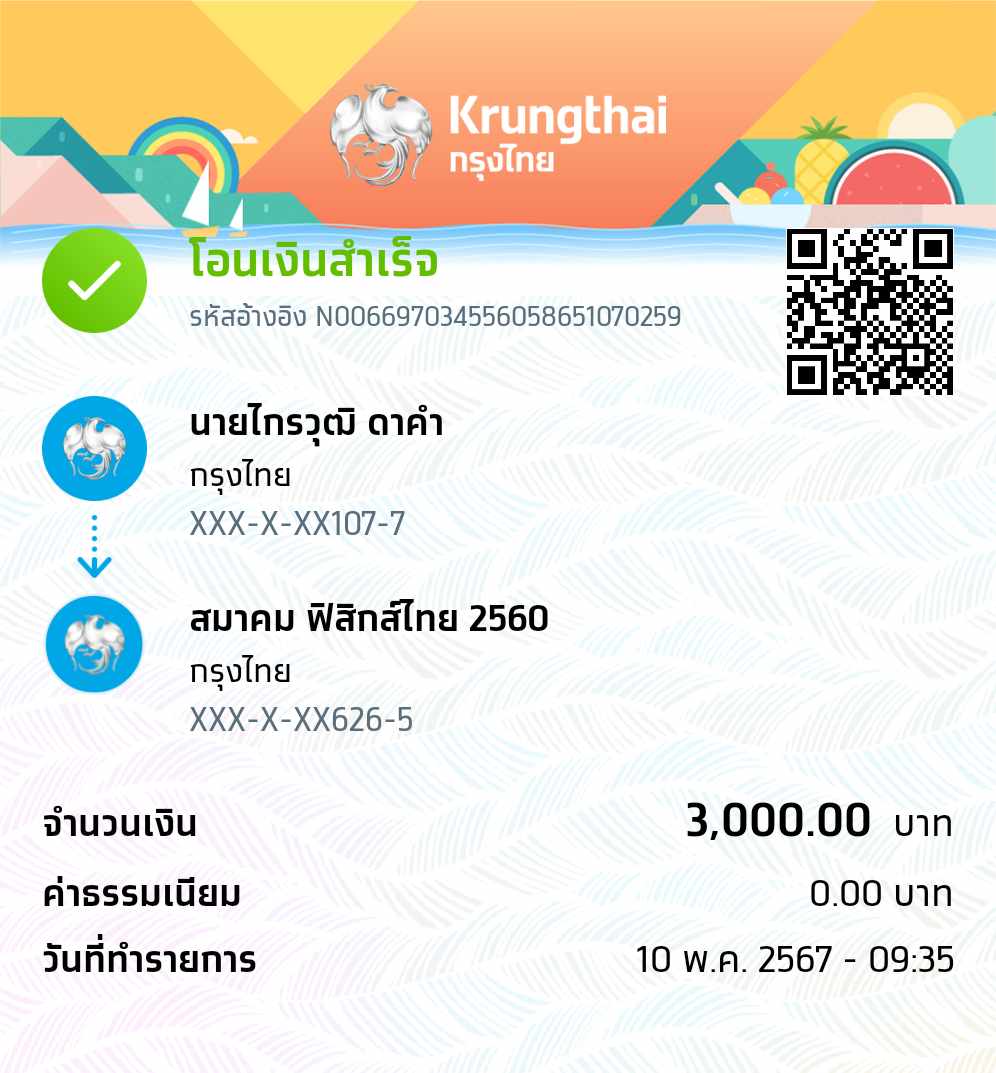 Krungthai
กรุงไทย
โอนเงินสำเร็จ
รหัสอ้างอิง N00669703455605865107​0259
นายไกรวุฒิ ดาคำ
กรุงไทย
XXX-X-XX107-7
สมาคม ฟิสิกส์ไทย 2560
กรุงไทย
XXX-X-XX626-5
จำนวนเงิน 3,000.00 บาท
ค่าธรรมเนียม 0.00 บาท
วันที่ทำรายการ 10 พ.ค. 2567 - 09:35